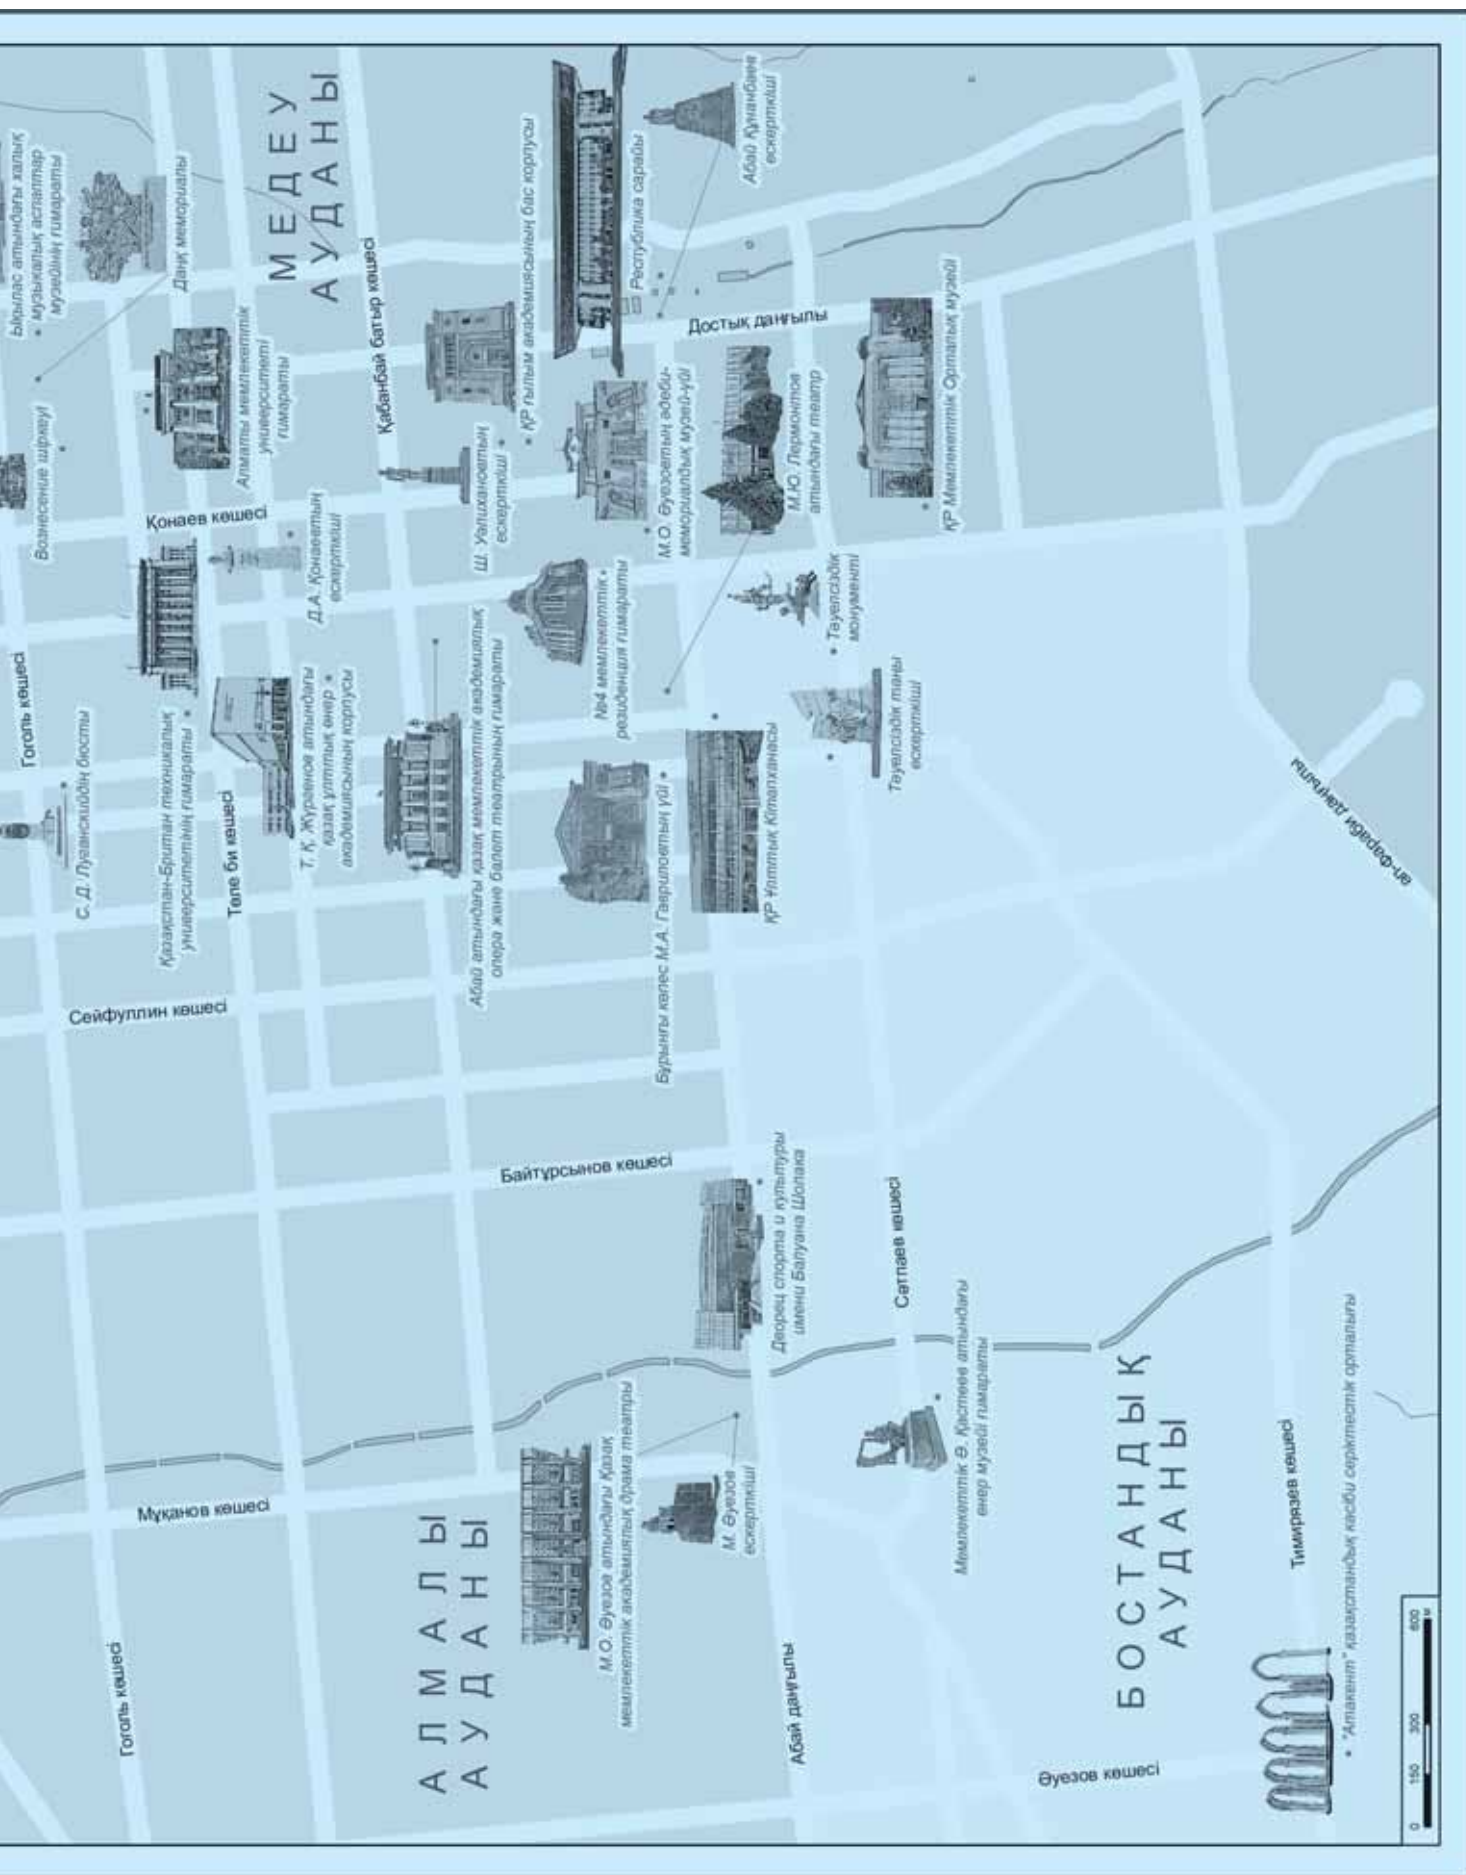 Ықылас атындағы халық
музыкалық аспаптар
музейінің ғимараты
Даңқ мемориалы
МЕДЕУ
АУДАНЫ
Абай Құнанбаев
ескерткіші
Республика сарайы
ҚР ғылым академиясының бас корпусы
Қабанбай батыр көшесі
Достық даңғылы
Вознесение шіркеуі
Алматы мемлекеттік
университеті
ғимараты
Қонаев көшесі
Д.А. Қонаевтың
ескерткіші
Ш. Уәлихановтың
ескерткіші
М.О. Әуезовтың әдеби-
мемориалдық музей-үйі
М.Ю. Лермонтов
атындағы театр
ҚР Мемлекеттік Орталық музейі
Гоголь көшесі
С. Д. Луганскийдің бюсты
Қазақстан-Британ техникалық
университетінің ғимараты
Төле би көшесі
Т. Қ. Жүргенов атындағы
қазақ ұлттық өнер
академиясының корпусы
Абай атындағы қазақ мемлекеттік академиялық
опера және балет театрының ғимараты
№4 мемлекеттік
резиденция ғимараты
Тәуелсіздік
монументі
Тәуелсіздік таңы
ескерткіші
Бұрынғы көпес М.А. Гавриловтың үйі
ҚР Ұлттық Кітапханасы
әл-Фараби даңғылы
Сейфуллин көшесі
Байтұрсынов көшесі
Дворец спорта и культуры
имени Балуана Шолака
Сәтпаев көшесі
Мұқанов көшесі
АЛМАЛЫ
АУДАНЫ
М.О. Әуезов атындағы Қазақ
мемлекеттік академиялық драма театры
М. Әуезов
ескерткіші
Мемлекеттік Ә. Қастеев атындағы
өнер музейі ғимараты
БОСТАНДЫҚ
АУДАНЫ
Тимирязев көшесі
"Атакент" қазақстандық кәсіби серіктестік орталығы
Гоголь көшесі
Абай даңғылы
Әуезов көшесі
0 150 300 600
м